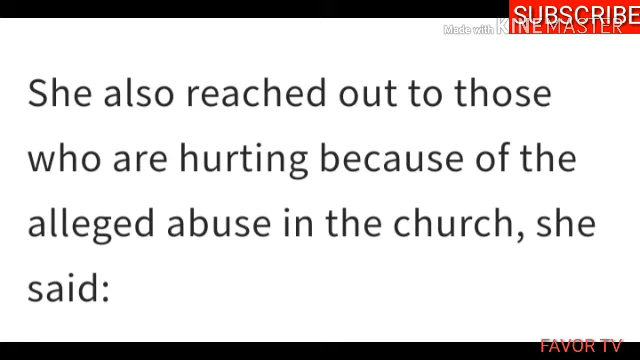 SUBSCRIBE
Made with KINEMASTER
She also reached out to those
who are hurting because of the
alleged abuse in the church, she
said:
FAVOR TV